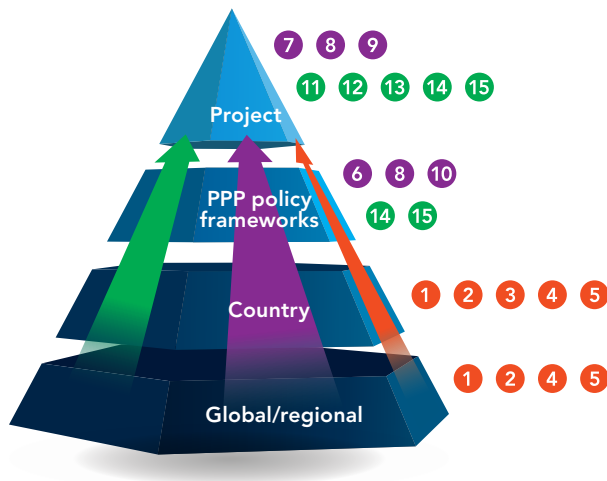 7 8 9
11 12 13 14 15
Project
6 8 10
PPP policy
frameworks
14 15
1 2 3 4 5
Country
1 2 4 5
Global/regional